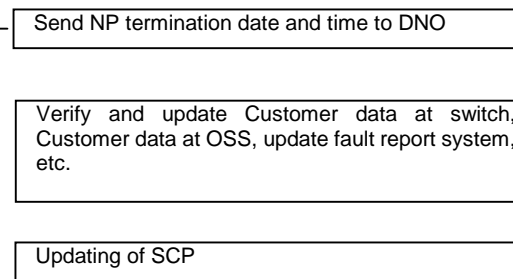 Send NP termination date and time to DNO
Verify and update Customer data at switch,
Customer data at OSS, update fault report system,
etc.
Updating of SCP